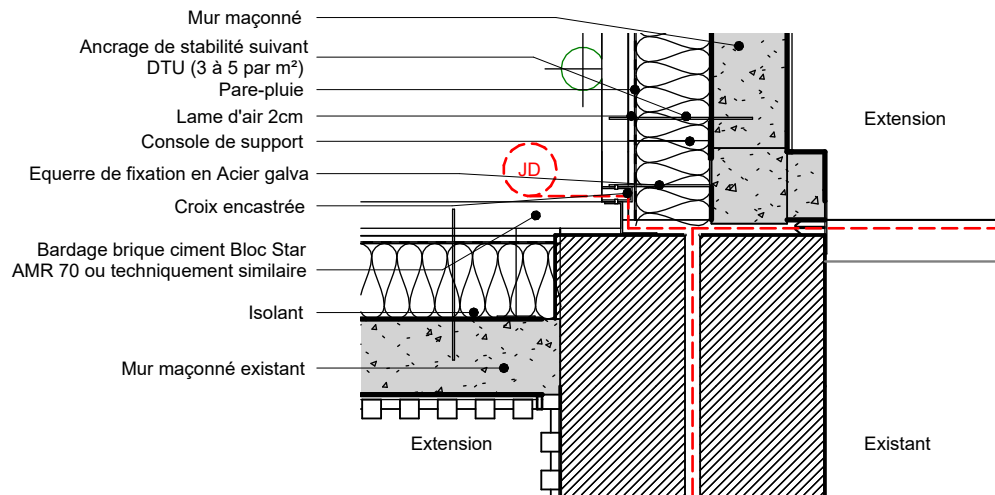 Mur maçonné
Ancrage de stabilité suivant
DTU (3 à 5 par m²)
Pare-pluie
Lame d'air 2cm
Console de support
Equerre de fixation en Acier galva
Croix encastrée
Bardage brique ciment Bloc Star
AMR 70 ou techniquement similaire
Isolant
Mur maçonné existant
JD
Extension
Extension
Existant